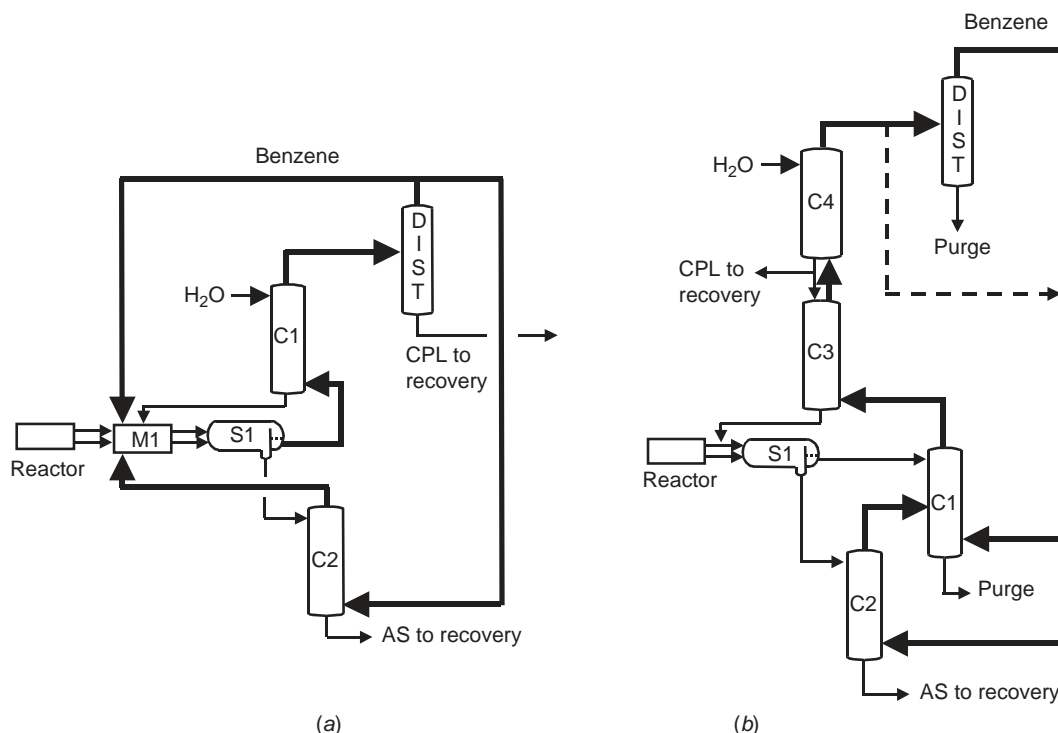 Benzene
D
I
S
T
H₂O
C1
CPL to
recovery
M1
S1
Reactor
C2
AS to recovery
(a)
Benzene
D
I
S
T
H₂O
C4
Purge
CPL to
recovery
C3
S1
Reactor
C1
Purge
C2
AS to recovery
(b)